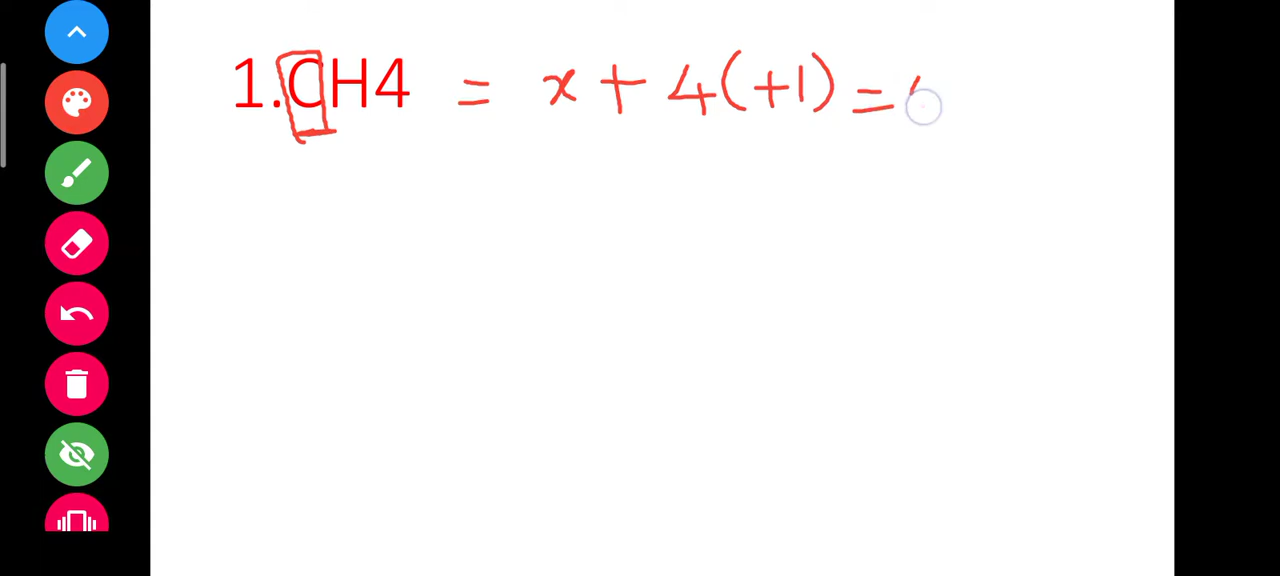 1.CH4 = x + 4(+1) =